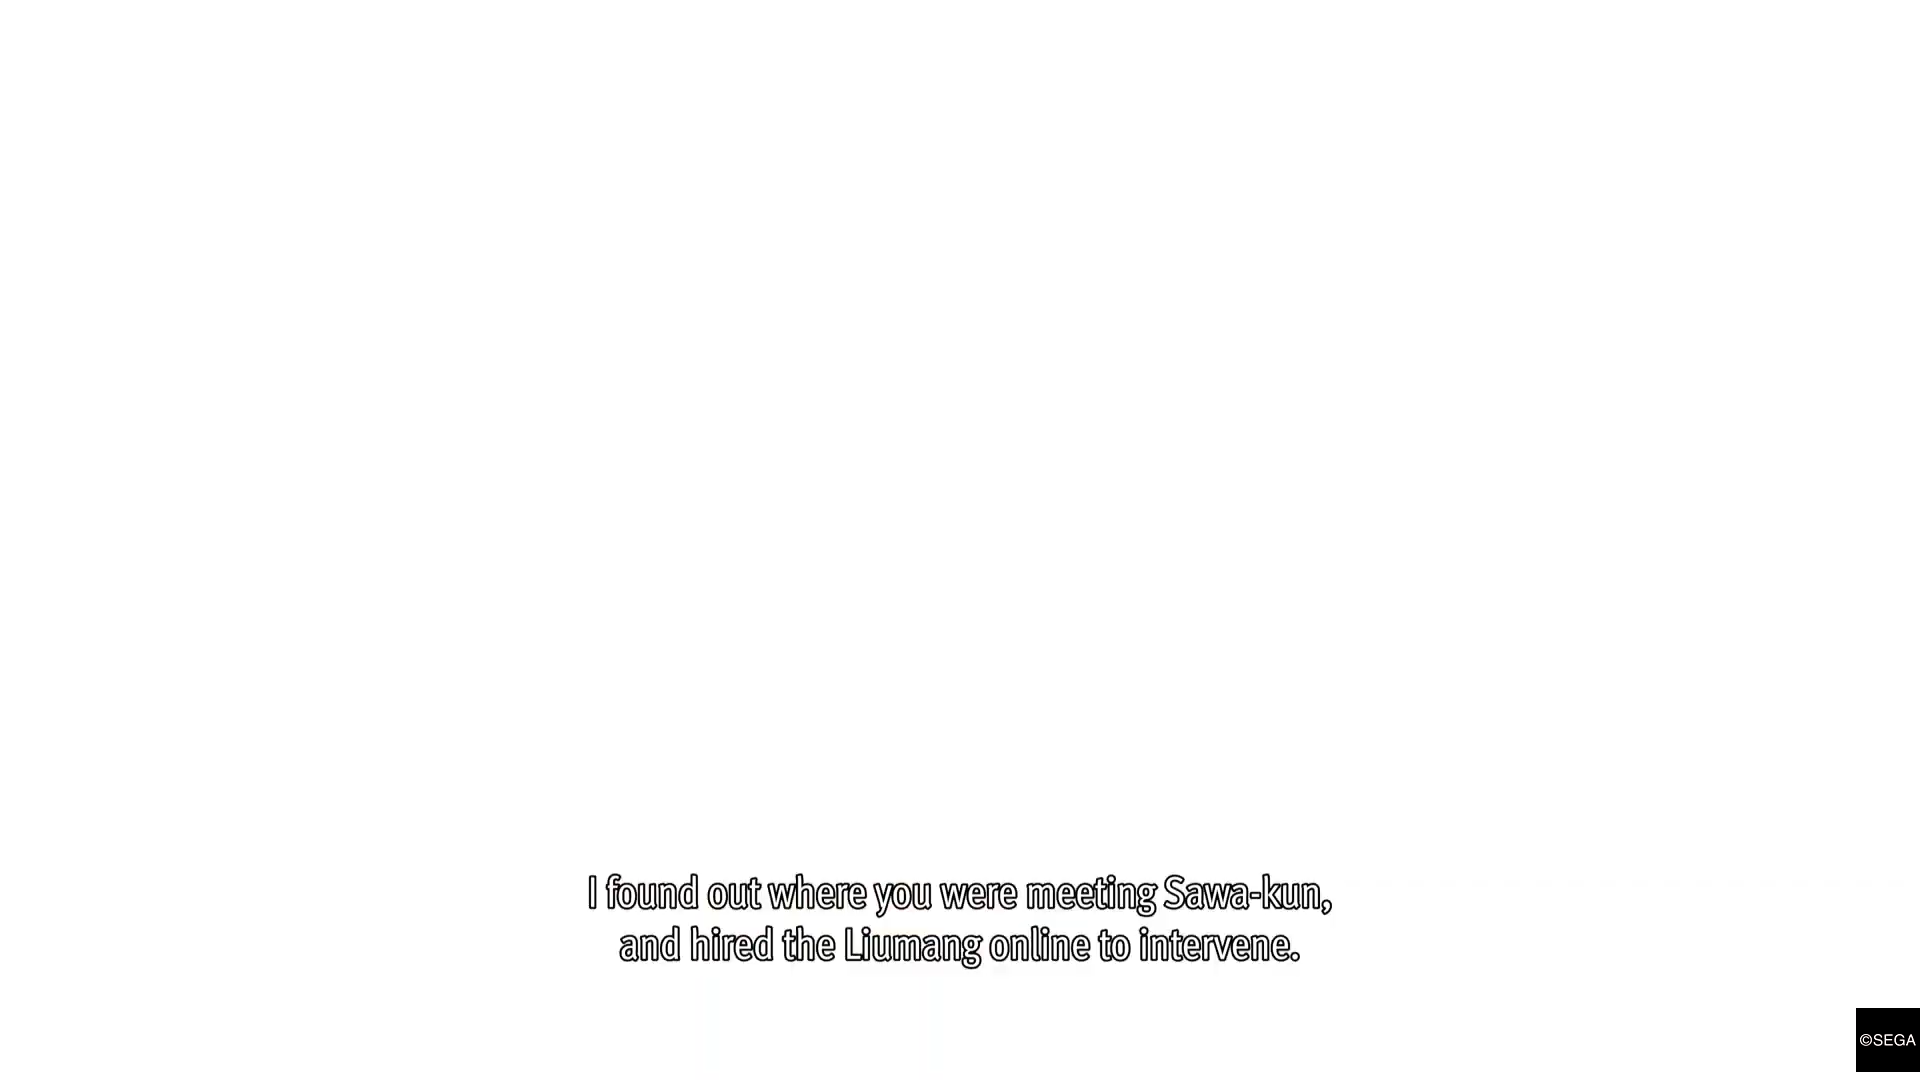 I found out where you were meeting Sawa-kun,
and hired the Liumang online to intervene.
©SEGA